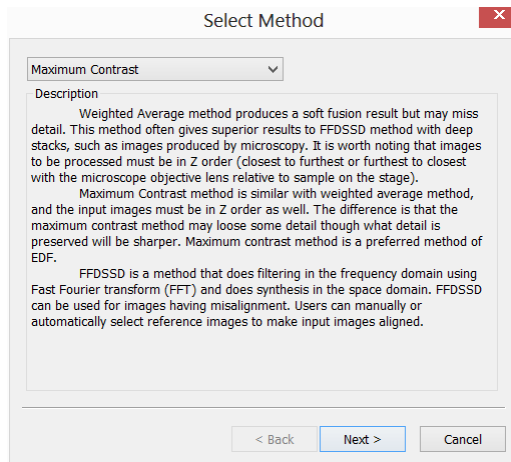 Select Method
Maximum Contrast
Description
Weighted Average method produces a soft fusion result but may miss
detail. This method often gives superior results to FFDSSD method with deep
stacks, such as images produced by microscopy. It is worth noting that images
to be processed must be in Z order (closest to furthest or furthest to closest
with the microscope objective lens relative to sample on the stage).
Maximum Contrast method is similar with weighted average method,
and the input images must be in Z order as well. The difference is that the
maximum contrast method may loose some detail though what detail is
preserved will be sharper. Maximum contrast method is a preferred method of
EDF.
FFDSSD is a method that does filtering in the frequency domain using
Fast Fourier transform (FFT) and does synthesis in the space domain. FFDSSD
can be used for images having misalignment. Users can manually or
automatically select reference images to make input images aligned.
< Back
Next >
Cancel